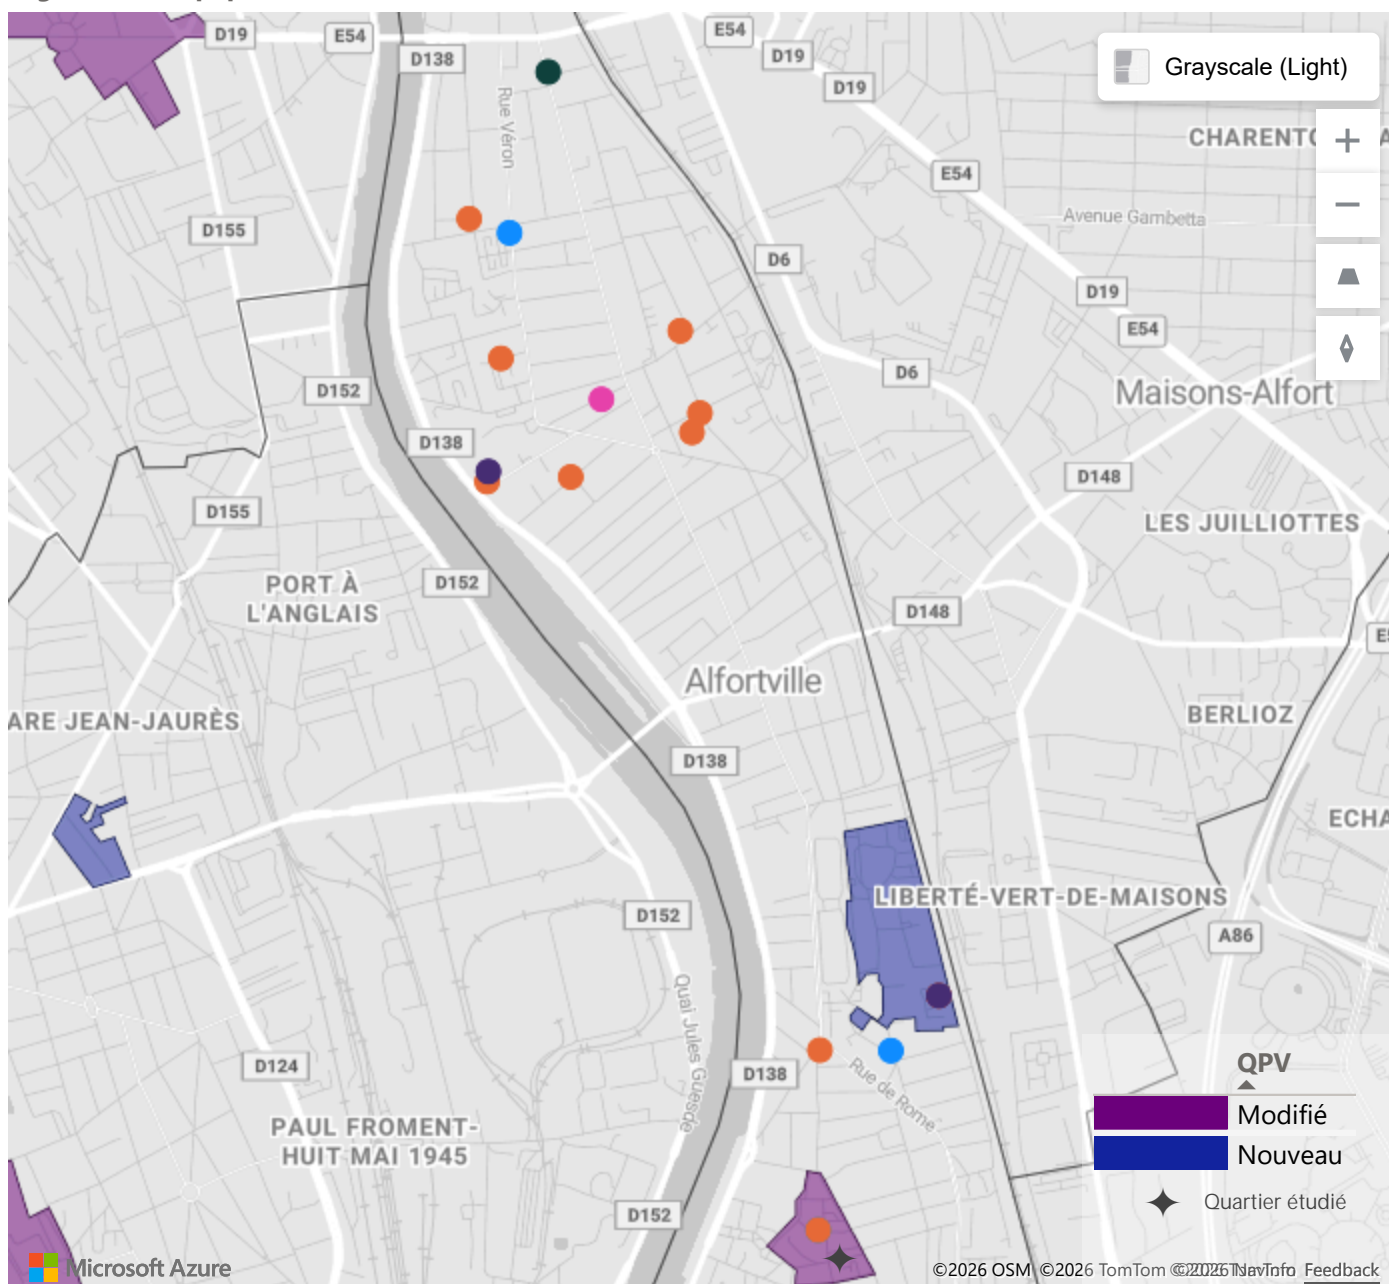 D19
E54
D138
E54
D19
D19
Grayscale (Light)
Rue Véron
CHARENTO
E54
Avenue Gambetta
D155
D6
D19
E54
D152
D6
Maisons-Alfort
D138
D148
D155
LES JUILLIOTTES
PORT À
L'ANGLAIS
D152
D148
Alfortville
ARE JEAN-JAURÈS
BERLIOZ
D138
ECHA
LIBERTÉ-VERT-DE-MAISONS
D152
A86
Quai Jules Guesde
D124
D138
Rue de Rome
QPV
Modifié
Nouveau
PAUL FROMENT-
HUIT MAI 1945
Quartier étudié
D152
Microsoft Azure
©2026 OSM ©2026 TomTom Feedback